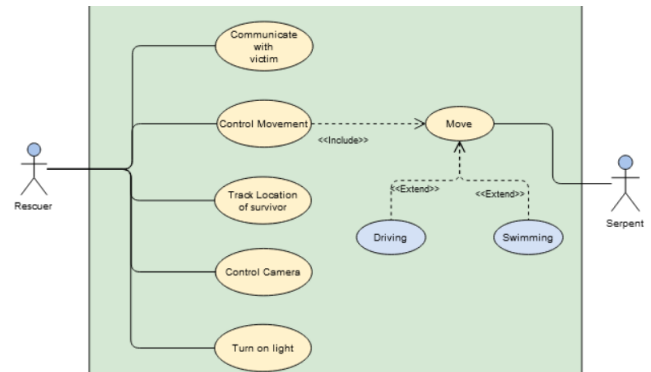 Communicate
with
victim
Control Movement
<<Include>>
Move
Rescuer
Track Location
of survivor
<<Extend>>
<<Extend>>
Serpent
Driving
Swimming
Control Camera
Turn on light